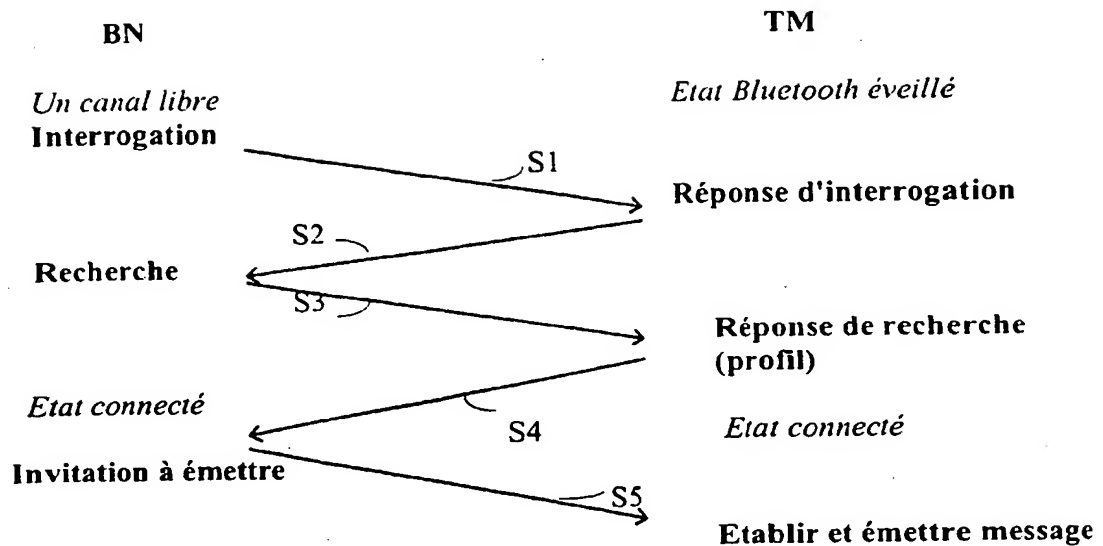 BN
TM
Un canal libre
Etat Bluetooth éveillé
Interrogation
S1
Réponse d'interrogation
S2
Recherche
S3
Réponse de recherche
(profil)
Etat connecté
S4
Etat connecté
Invitation à émettre
S5
Etablir et émettre message